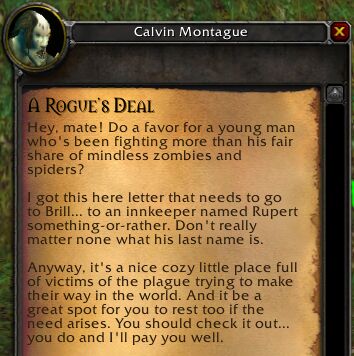 Calvin Montague
A Rogue's Deal
Hey, mate! Do a favor for a young man
who's been fighting more than his fair
share of mindless zombies and
spiders?
I got this here letter that needs to go
to Brill... to an innkeeper named Rupert
something-or-rather. Don't really
matter none what his last name is.
Anyway, it's a nice cozy little place full
of victims of the plague trying to make
their way in the world. And it be a
great spot for you to rest too if the
need arises. You should check it out...
you do and I'll pay you well.